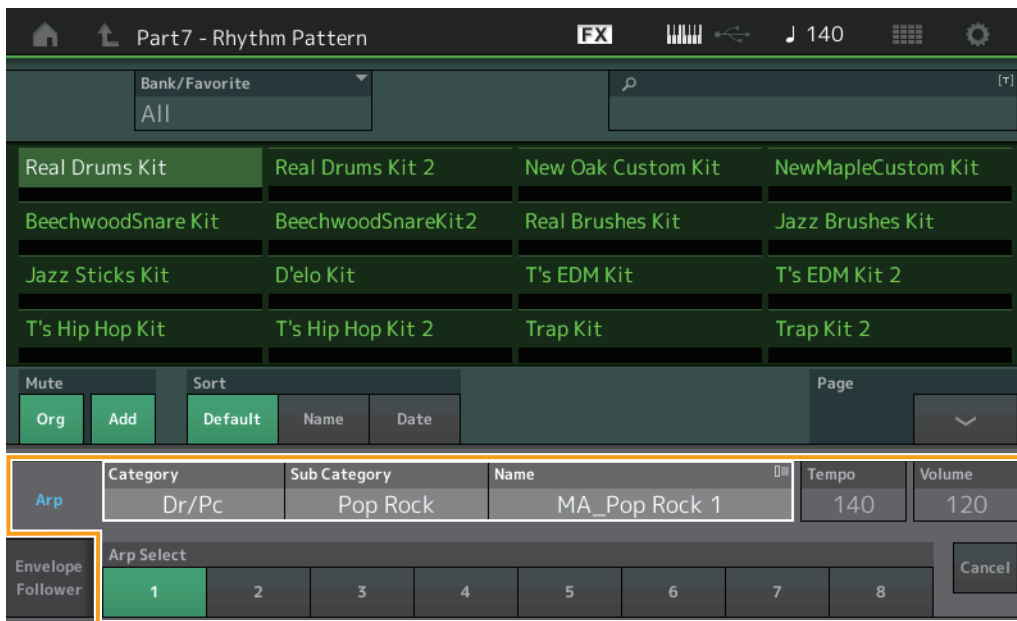 Part7 - Rhythm Pattern FX ♩ 140
Bank/Favorite
[T]
All
Real Drums Kit Real Drums Kit 2 New Oak Custom Kit NewMapleCustom Kit
BeechwoodSnare Kit BeechwoodSnareKit2 Real Brushes Kit Jazz Brushes Kit
Jazz Sticks Kit D'elo Kit T's EDM Kit T's EDM Kit 2
T's Hip Hop Kit T's Hip Hop Kit 2 Trap Kit Trap Kit 2
Mute Sort Page
Org Add Default Name Date
Category Sub Category Name Tempo Volume
Arp Dr/Pc Pop Rock MA_Pop Rock 1 140 120
Arp Select
Envelope
Follower 1 2 3 4 5 6 7 8 Cancel